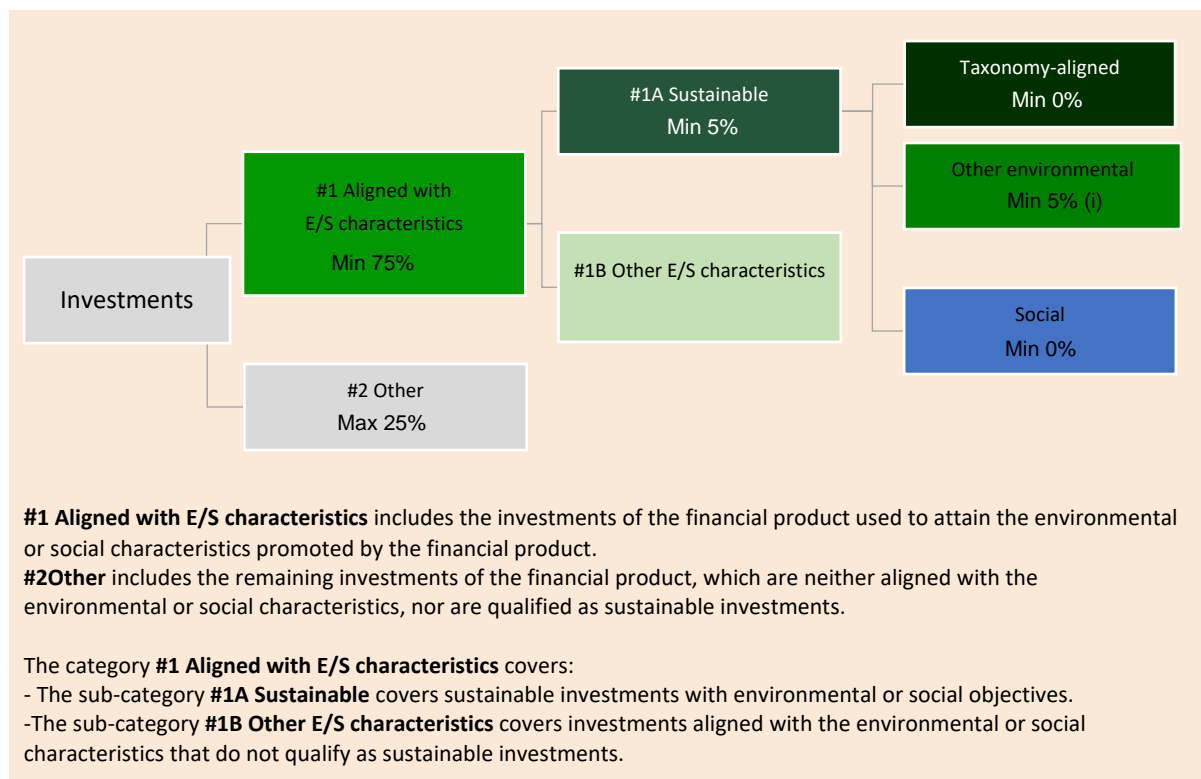 Investments
#1 Aligned with
E/S characteristics
Min 75%
#2 Other
Max 25%
#1A Sustainable
Min 5%
#1B Other E/S characteristics
Taxonomy-aligned
Min 0%
Other environmental
Min 5% (i)
Social
Min 0%
#1 Aligned with E/S characteristics includes the investments of the financial product used to attain the environmental
or social characteristics promoted by the financial product.
#2Other includes the remaining investments of the financial product, which are neither aligned with the
environmental or social characteristics, nor are qualified as sustainable investments.
The category #1 Aligned with E/S characteristics covers:
- The sub-category #1A Sustainable covers sustainable investments with environmental or social objectives.
-The sub-category #1B Other E/S characteristics covers investments aligned with the environmental or social
characteristics that do not qualify as sustainable investments.